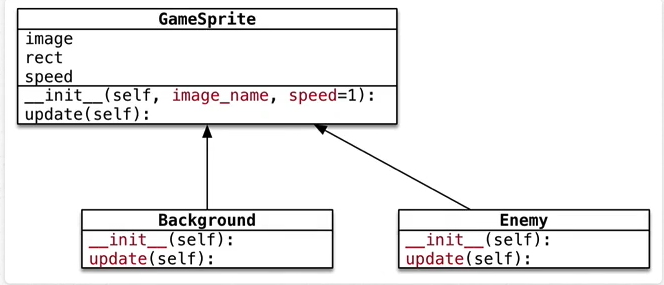 GameSprite
image
rect
speed
__init__(self, image_name, speed=1):
update(self):
Background
__init__(self):
update(self):
Enemy
__init__(self):
update(self):